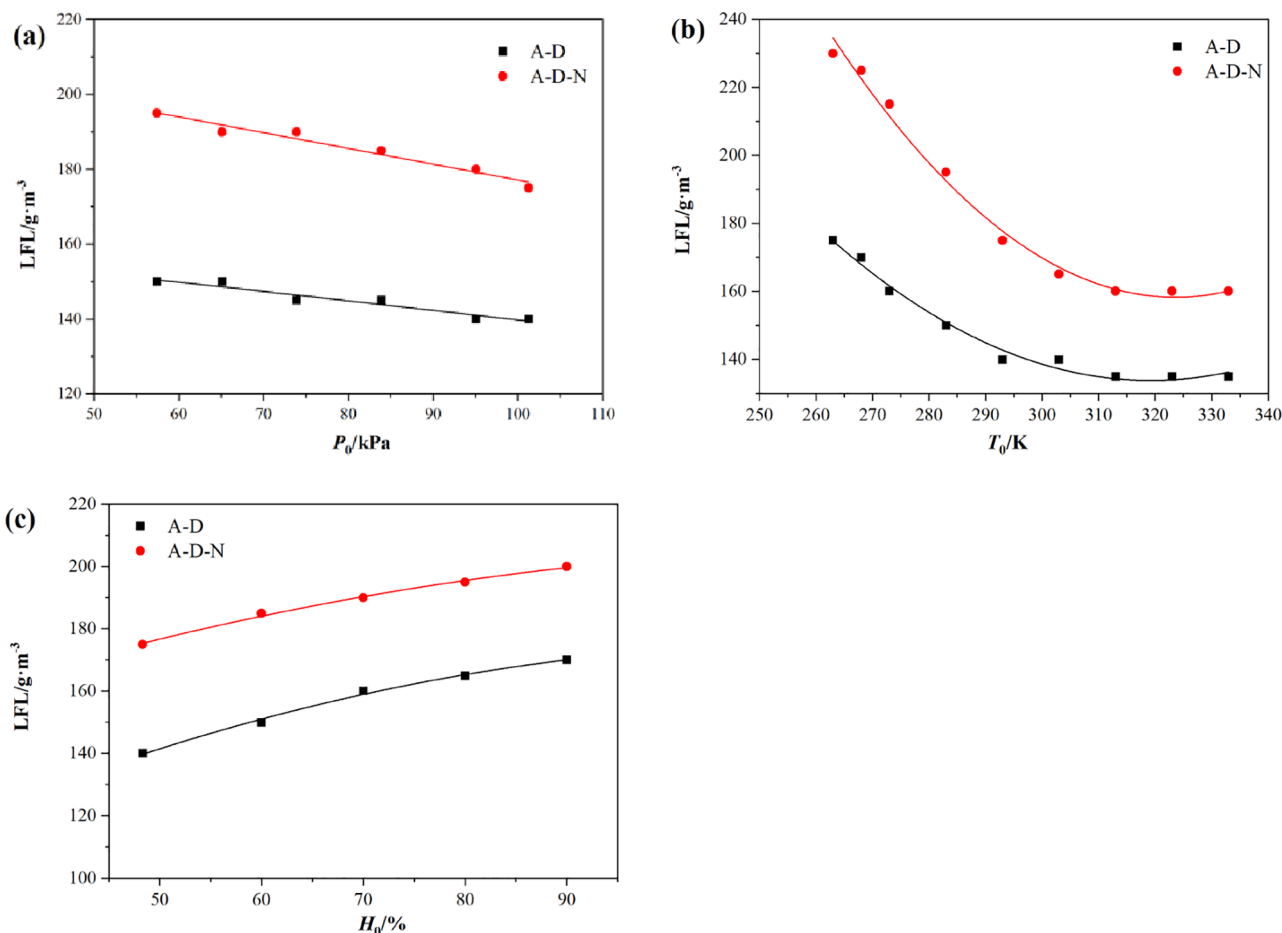 (a)
220
200
180
160
140
120
LFL/g·m⁻³
A-D
A-D-N
50 60 70 80 90 100 110
P₀/kPa
(b)
240
220
200
180
160
140
LFL/g·m⁻³
A-D
A-D-N
250 260 270 280 290 300 310 320 330 340
T₀/K
(c)
220
200
180
160
140
120
100
LFL/g·m⁻³
A-D
A-D-N
50 60 70 80 90
H₀/%